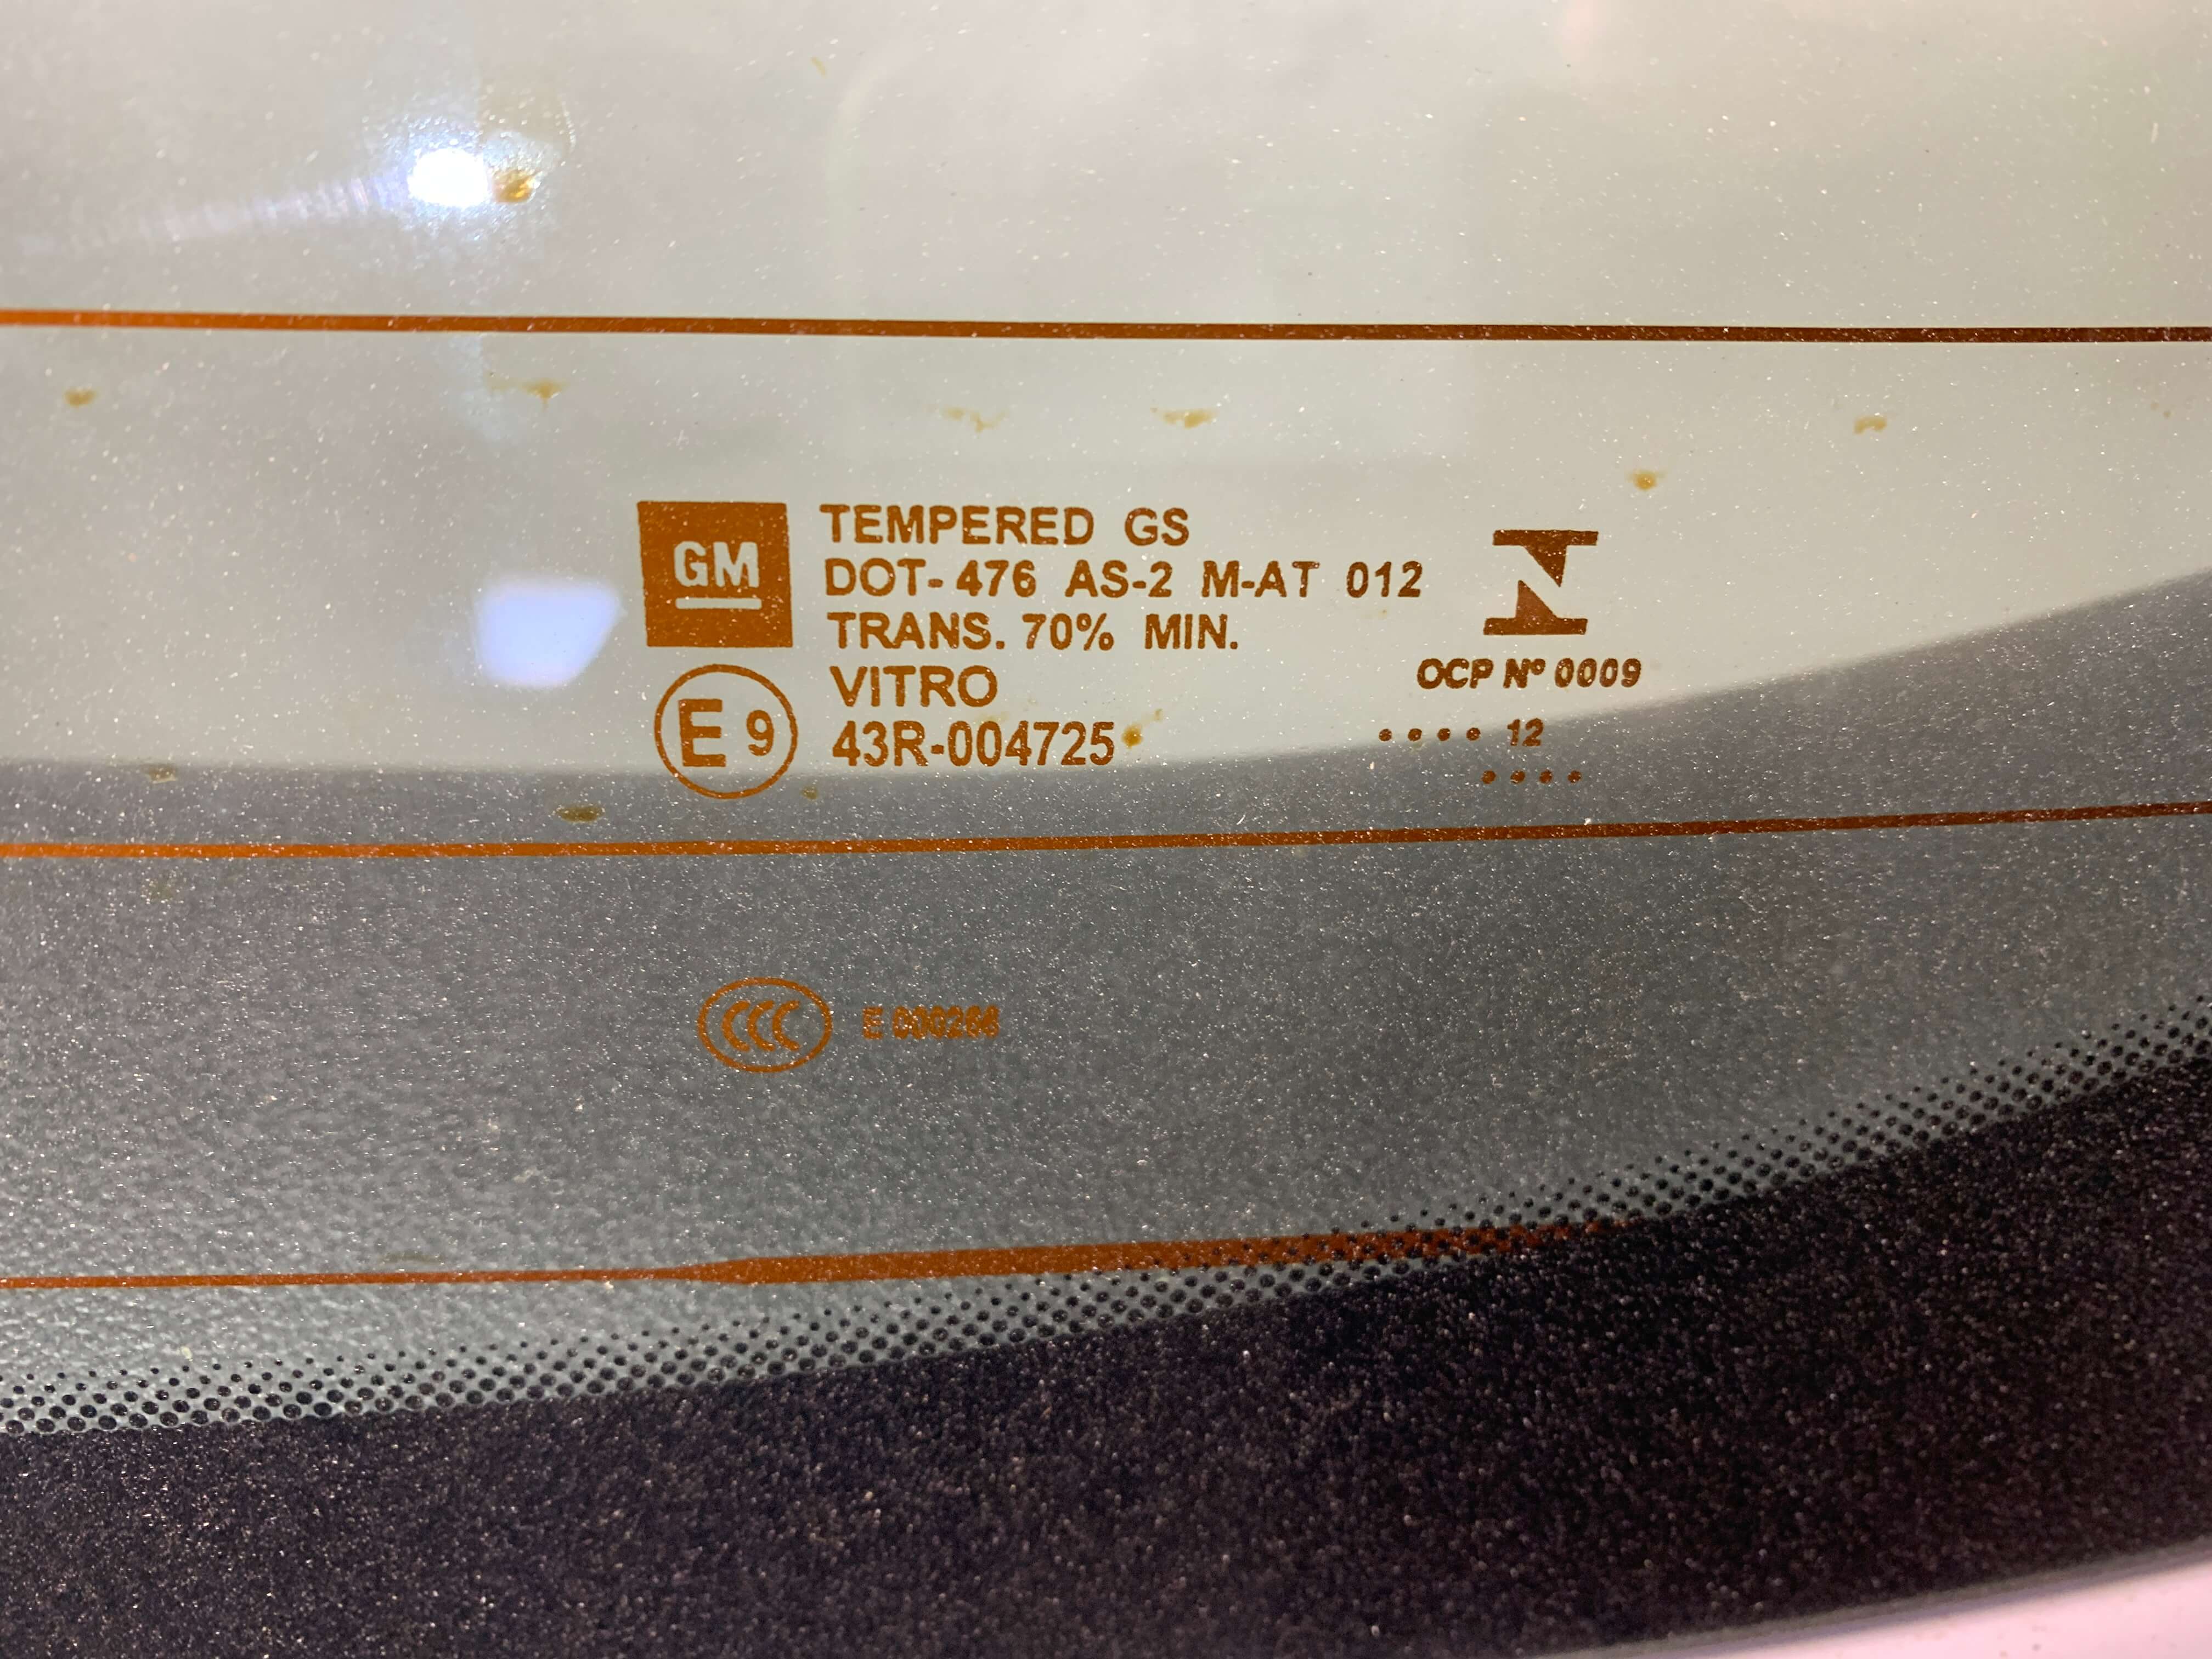 GM
TEMPERED GS
DOT- 476 AS-2 M-AT 012
TRANS. 70% MIN.
VITRO
E 9
43R-004725
N
OCP Nº 0009
.... 12
....
CCC
E 000266